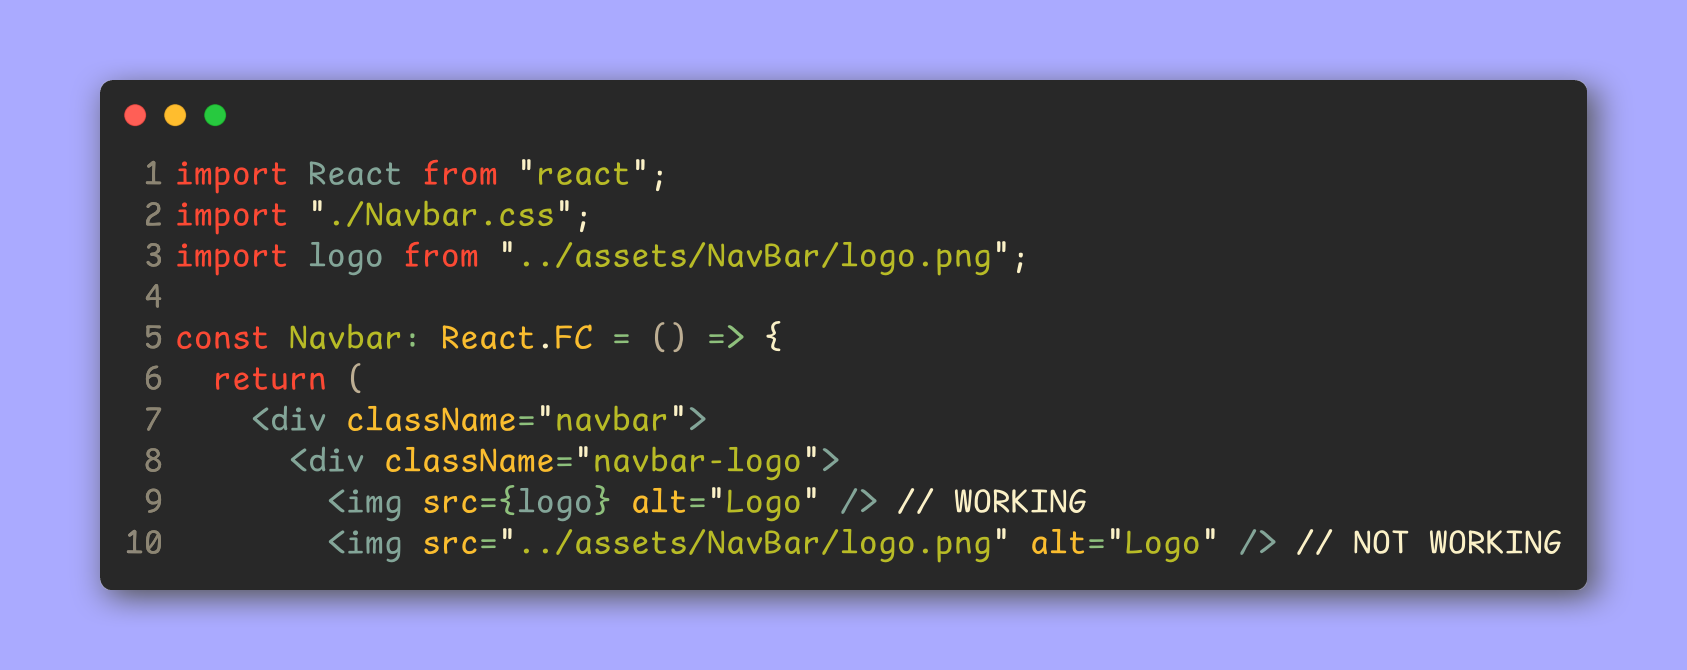 1 import React from "react";
2 import "./Navbar.css";
3 import logo from "../assets/NavBar/logo.png";
4
5 const Navbar: React.FC = () => {
6   return (
7     <div className="navbar">
8       <div className="navbar-logo">
9         <img src={logo} alt="Logo" /> // WORKING
10         <img src="../assets/NavBar/logo.png" alt="Logo" /> // NOT WORKING